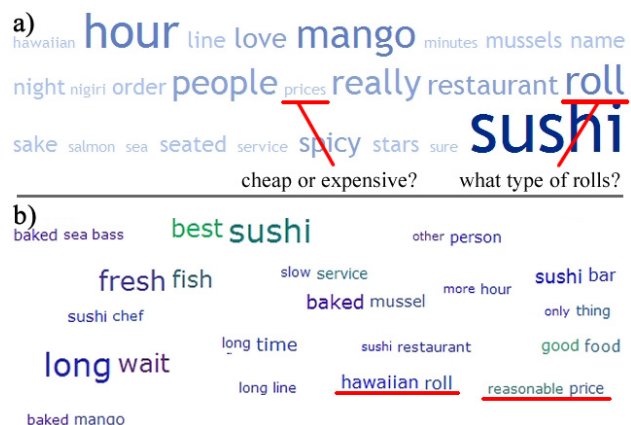 a)
hawaiian hour line love mango minutes mussels name
night nigiri order people prices really restaurant roll
sake salmon sea seated service spicy stars sure sushi
cheap or expensive? what type of rolls?
b)
baked sea bass best sushi other person
fresh fish slow service sushi bar
baked mussel more hour
sushi chef only thing
long time sushi restaurant good food
long wait
long line hawaiian roll reasonable price
baked mango